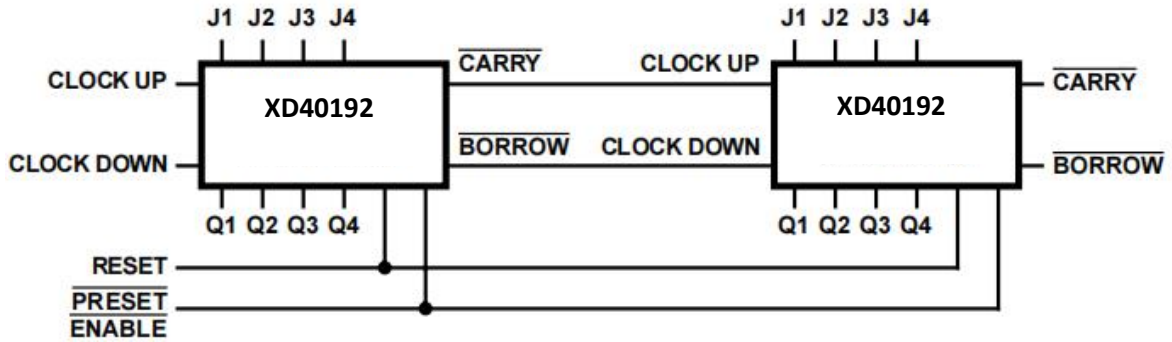 J1 J2 J3 J4
J1 J2 J3 J4
CLOCK UP
XD40192
CARRY
CLOCK UP
XD40192
CARRY
CLOCK DOWN
BORROW
CLOCK DOWN
BORROW
Q1 Q2 Q3 Q4
Q1 Q2 Q3 Q4
RESET
PRESET
ENABLE